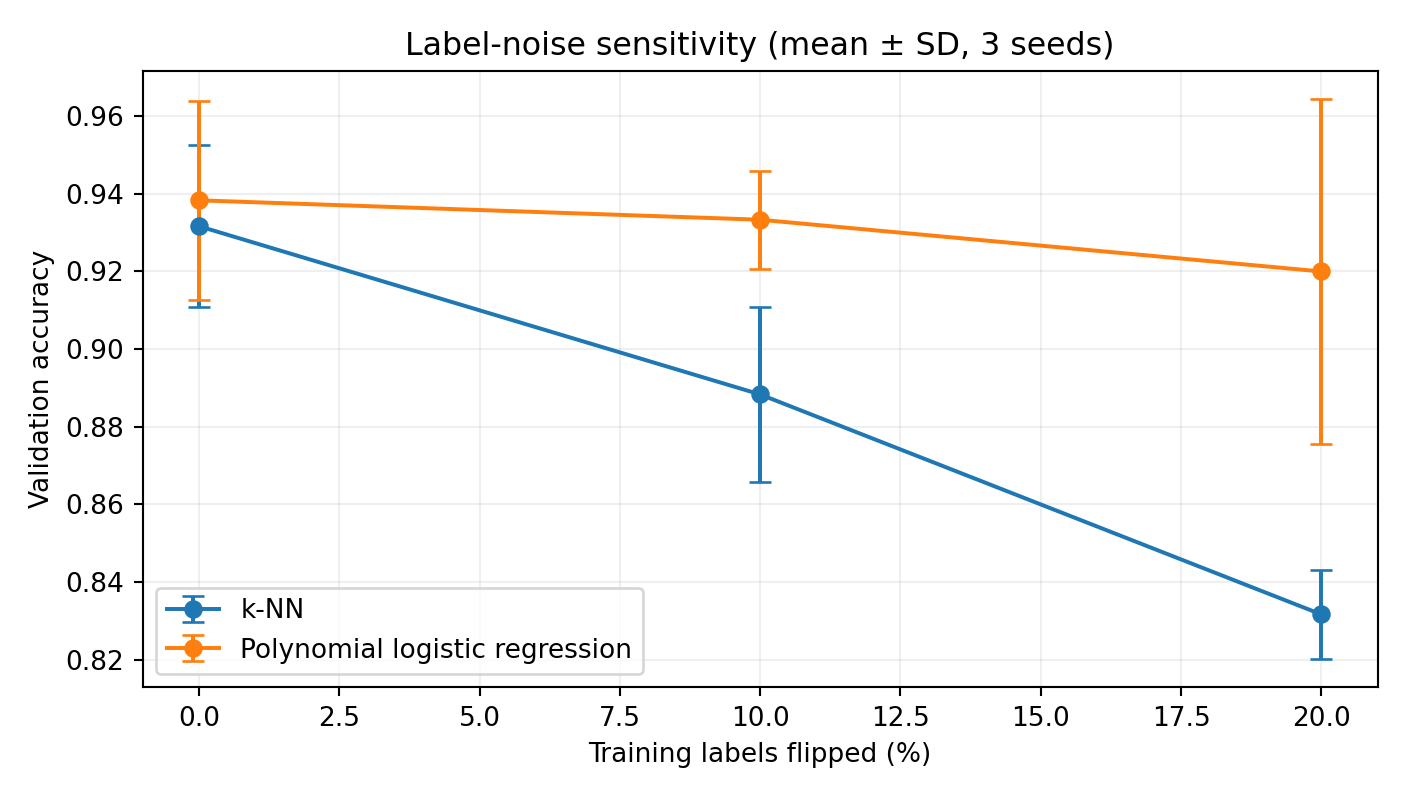 Label-noise sensitivity (mean ± SD, 3 seeds)
Validation accuracy
0.96
0.94
0.92
0.90
0.88
0.86
0.84
0.82
k-NN
Polynomial logistic regression
0.0 2.5 5.0 7.5 10.0 12.5 15.0 17.5 20.0
Training labels flipped (%)